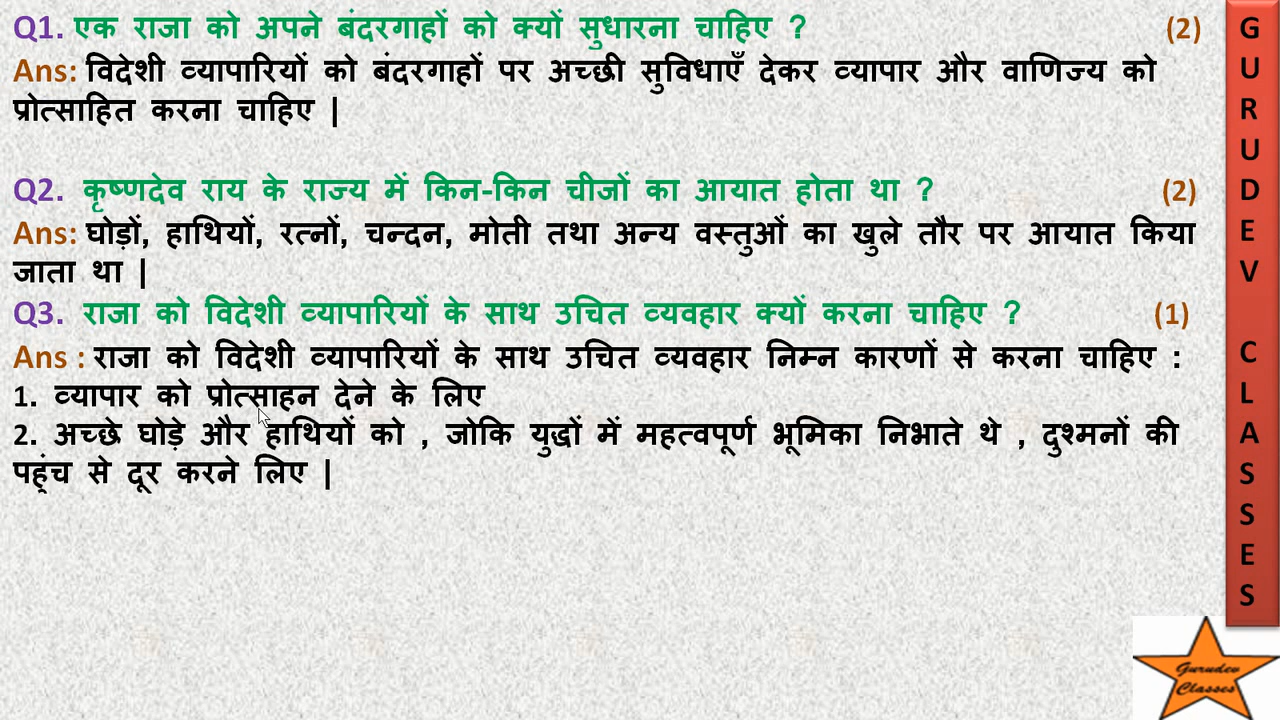 Q1. एक राजा को अपने बंदरगाहों को क्यों सुधारना चाहिए ? (2)
Ans: विदेशी व्यापारियों को बंदरगाहों पर अच्छी सुविधाएँ देकर व्यापार और वाणिज्य को
प्रोत्साहित करना चाहिए |
Q2. कृष्णदेव राय के राज्य में किन-किन चीजों का आयात होता था ? (2)
Ans: घोड़ों, हाथियों, रत्नों, चन्दन, मोती तथा अन्य वस्तुओं का खुले तौर पर आयात किया
जाता था |
Q3. राजा को विदेशी व्यापारियों के साथ उचित व्यवहार क्यों करना चाहिए ? (1)
Ans : राजा को विदेशी व्यापारियों के साथ उचित व्यवहार निम्न कारणों से करना चाहिए :
1. व्यापार को प्रोत्साहन देने के लिए
2. अच्छे घोड़े और हाथियों को , जोकि युद्धों में महत्वपूर्ण भूमिका निभाते थे , दुश्मनों की
पहुंच से दूर करने लिए |
GURUDEV CLASSES
Gurudev
Classes